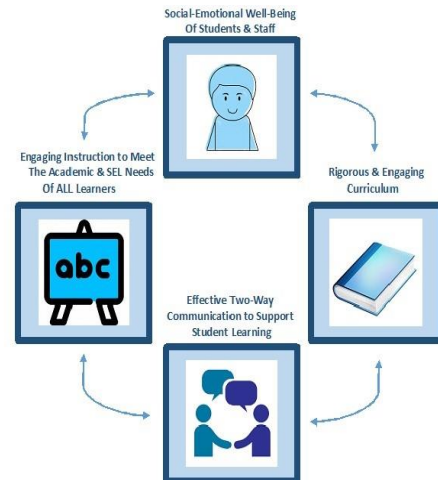 Social-Emotional Well-Being
Of Students & Staff
Engaging Instruction to Meet
The Academic & SEL Needs
Of ALL Learners
Rigorous & Engaging
Curriculum
abc
Effective Two-Way
Communication to Support
Student Learning